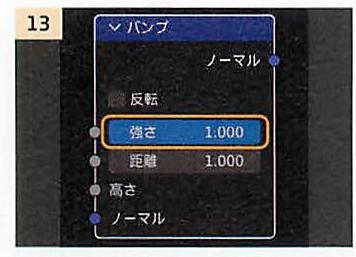 13
バンプ
ノーマル
反転
強さ 1.000
距離 1.000
高さ
ノーマル